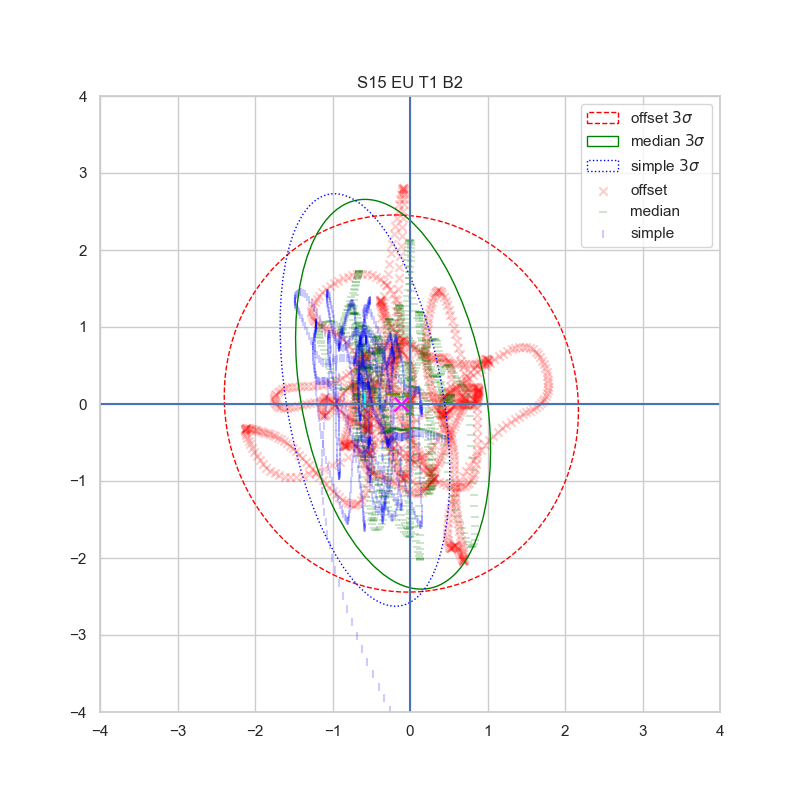 S15 EU T1 B2
offset 3σ
median 3σ
simple 3σ
offset
median
simple
4
3
2
1
0
−1
−2
−3
−4
−4 −3 −2 −1 0 1 2 3 4